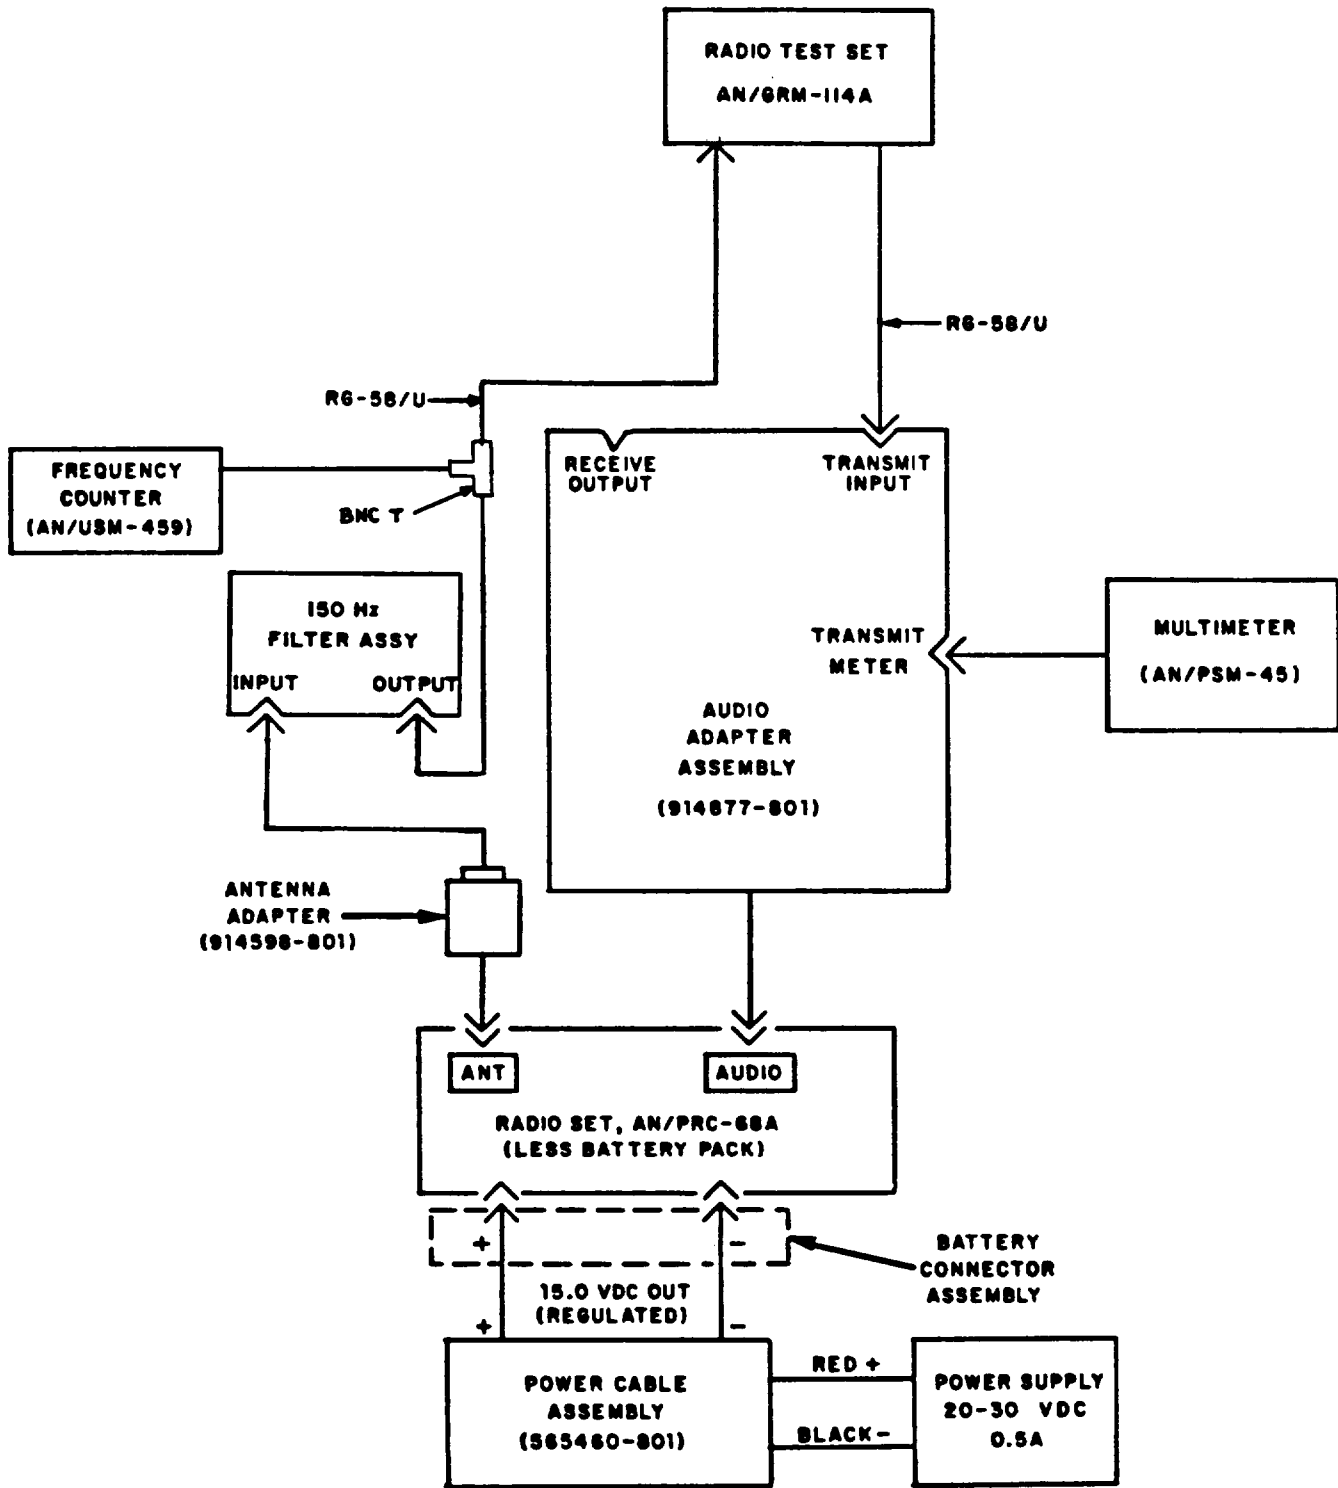 RADIO TEST SET
AN/GRM-114A
RG-58/U
RG-58/U
FREQUENCY
COUNTER
(AN/USM-459)
BNC T
RECEIVE
OUTPUT
TRANSMIT
INPUT
150 Hz
FILTER ASSY
INPUT
OUTPUT
TRANSMIT
METER
MULTIMETER
(AN/PSM-45)
AUDIO
ADAPTER
ASSEMBLY
(914877-801)
ANTENNA
ADAPTER
(914598-801)
ANT
AUDIO
RADIO SET, AN/PRC-68A
(LESS BATTERY PACK)
+
-
BATTERY
CONNECTOR
ASSEMBLY
15.0 VDC OUT
(REGULATED)
+
-
POWER CABLE
ASSEMBLY
(565460-801)
RED +
BLACK -
POWER SUPPLY
20-30 VDC
0.5A